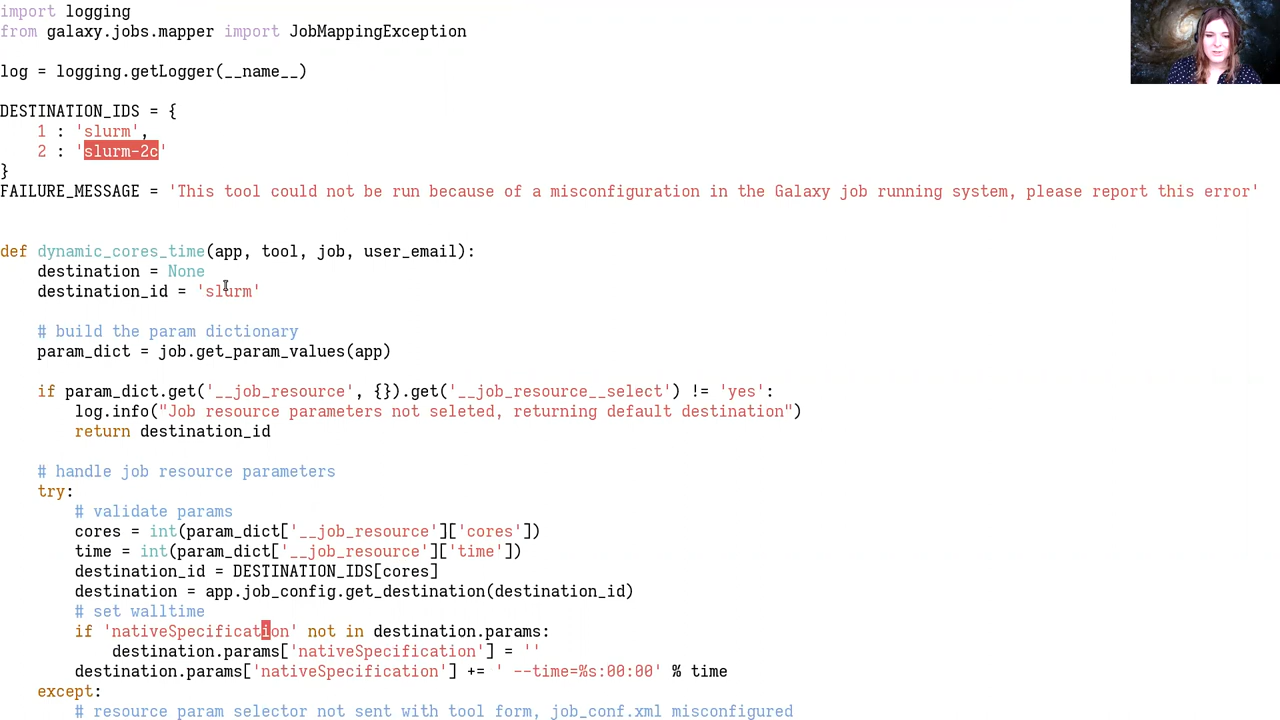 import logging
from galaxy.jobs.mapper import JobMappingException

log = logging.getLogger(__name__)

DESTINATION_IDS = {
    1 : 'slurm',
    2 : 'slurm-2c'
}
FAILURE_MESSAGE = 'This tool could not be run because of a misconfiguration in the Galaxy job running system, please report this error'


def dynamic_cores_time(app, tool, job, user_email):
    destination = None
    destination_id = 'slurm'

    # build the param dictionary
    param_dict = job.get_param_values(app)

    if param_dict.get('__job_resource', {}).get('__job_resource__select') != 'yes':
        log.info("Job resource parameters not seleted, returning default destination")
        return destination_id

    # handle job resource parameters
    try:
        # validate params
        cores = int(param_dict['__job_resource']['cores'])
        time = int(param_dict['__job_resource']['time'])
        destination_id = DESTINATION_IDS[cores]
        destination = app.job_config.get_destination(destination_id)
        # set walltime
        if 'nativeSpecification' not in destination.params:
            destination.params['nativeSpecification'] = ''
        destination.params['nativeSpecification'] += ' --time=%s:00:00' % time
    except:
        # resource param selector not sent with tool form, job_conf.xml misconfigured